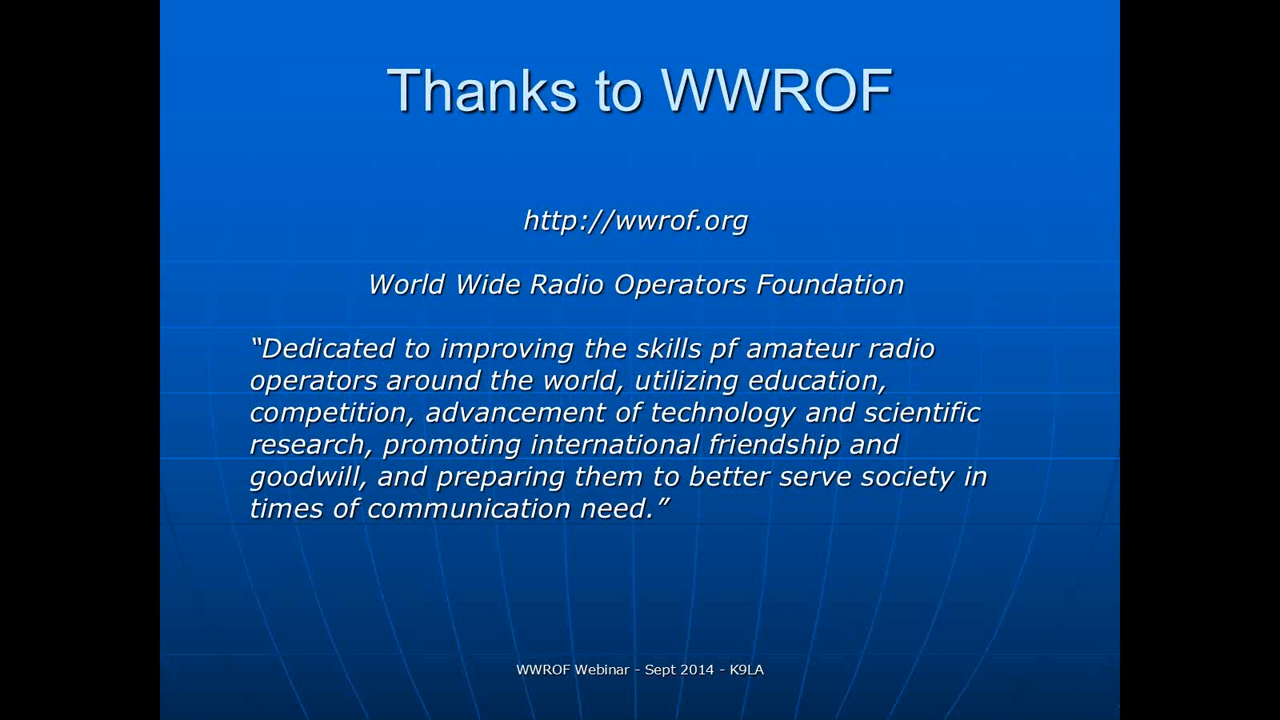 Thanks to WWROF
http://wwrof.org
World Wide Radio Operators Foundation
“Dedicated to improving the skills pf amateur radio
operators around the world, utilizing education,
competition, advancement of technology and scientific
research, promoting international friendship and
goodwill, and preparing them to better serve society in
times of communication need.”
WWROF Webinar - Sept 2014 - K9LA